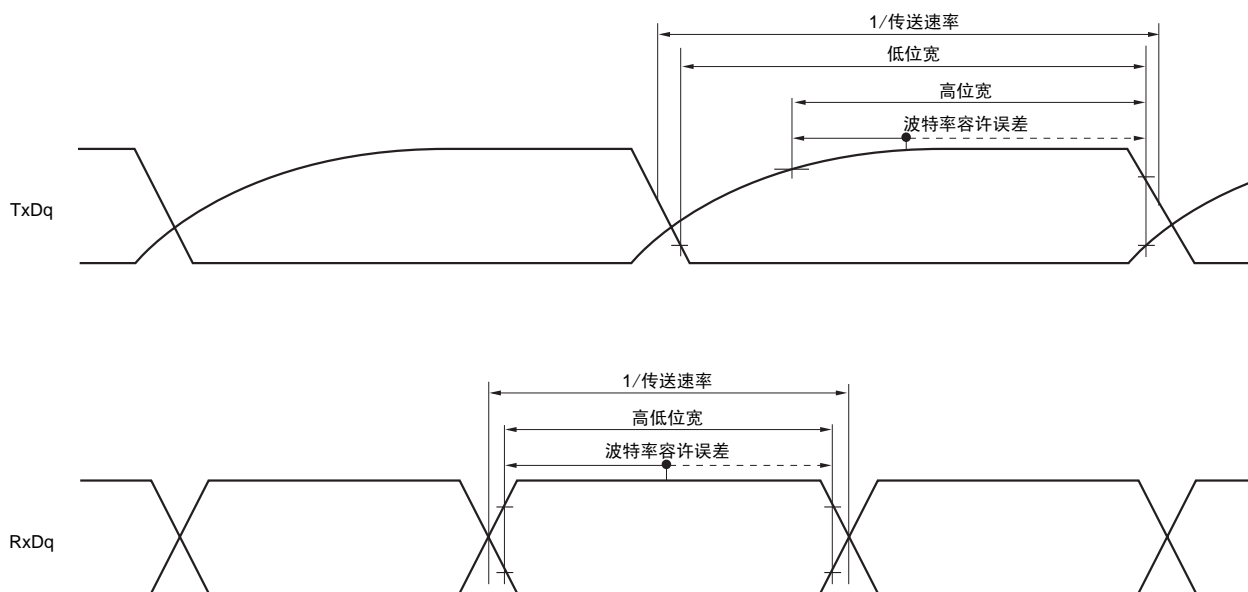 1/传送速率
低位宽
高位宽
波特率容许误差
TxDq
1/传送速率
高低位宽
波特率容许误差
RxDq